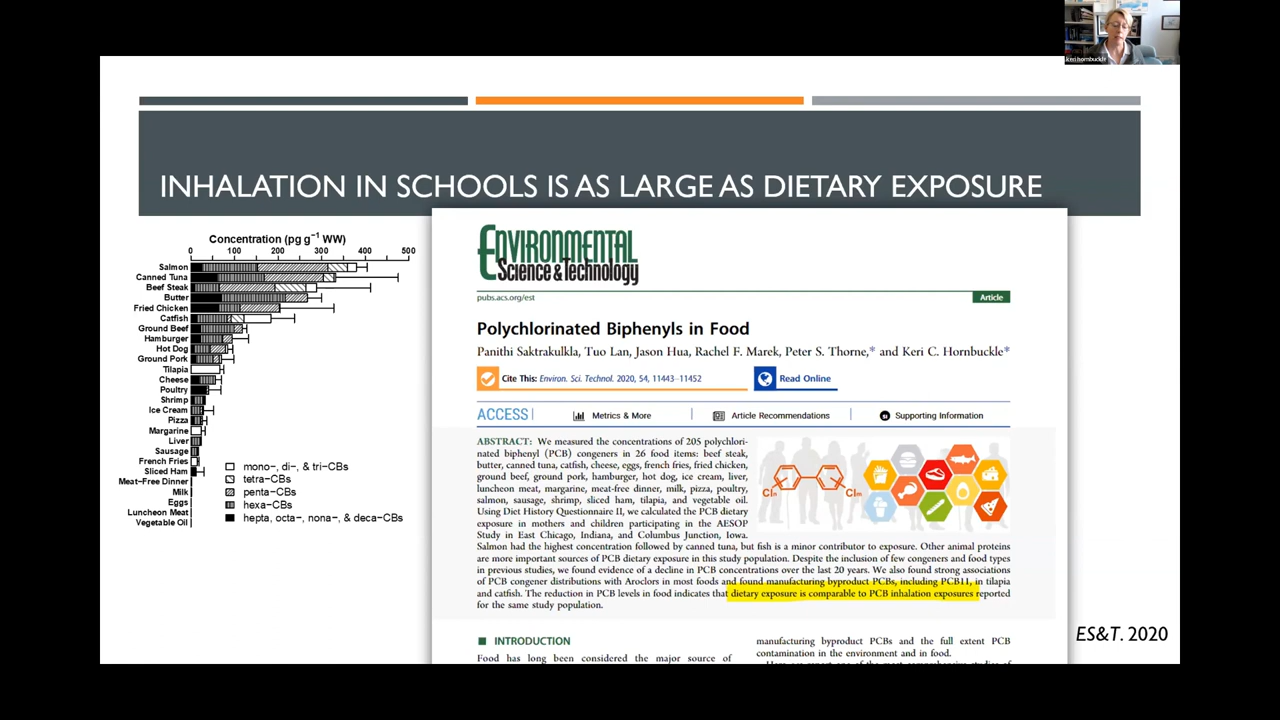 keri hornbuckle
INHALATION IN SCHOOLS IS AS LARGE AS DIETARY EXPOSURE
Concentration (pg g⁻¹ WW)
0 100 200 300 400 500
Salmon
Canned Tuna
Beef Steak
Butter
Fried Chicken
Catfish
Ground Beef
Hamburger
Hot Dog
Ground Pork
Tilapia
Cheese
Poultry
Shrimp
Ice Cream
Pizza
Margarine
Liver
Sausage
French Fries
Sliced Ham
Meat−Free Dinner
Milk
Eggs
Luncheon Meat
Vegetable Oil
mono−, di−, & tri−CBs
tetra−CBs
penta−CBs
hexa−CBs
hepta, octa−, nona−, & deca−CBs
ENVIRONMENTAL
Science & Technology
pubs.acs.org/est
Article
Polychlorinated Biphenyls in Food
Panithi Saktrakulkla, Tuo Lan, Jason Hua, Rachel F. Marek, Peter S. Thorne,* and Keri C. Hornbuckle*
Cite This: Environ. Sci. Technol. 2020, 54, 11443−11452
Read Online
ACCESS
Metrics & More
Article Recommendations
Supporting Information
ABSTRACT: We measured the concentrations of 205 polychlori-
nated biphenyl (PCB) congeners in 26 food items: beef steak,
butter, canned tuna, catfish, cheese, eggs, french fries, fried chicken,
ground beef, ground pork, hamburger, hot dog, ice cream, liver,
luncheon meat, margarine, meat-free dinner, milk, pizza, poultry,
salmon, sausage, shrimp, sliced ham, tilapia, and vegetable oil.
Using Diet History Questionnaire II, we calculated the PCB dietary
exposure in mothers and children participating in the AESOP
Study in East Chicago, Indiana, and Columbus Junction, Iowa.
Salmon had the highest concentration followed by canned tuna, but fish is a minor contributor to exposure. Other animal proteins
are more important sources of PCB dietary exposure in this study population. Despite the inclusion of few congeners and food types
in previous studies, we found evidence of a decline in PCB concentrations over the last 20 years. We also found strong associations
of PCB congener distributions with Aroclors in most foods and found manufacturing byproduct PCBs, including PCB11, in tilapia
and catfish. The reduction in PCB levels in food indicates that dietary exposure is comparable to PCB inhalation exposures reported
for the same study population.
Cln
Clm
INTRODUCTION
Food has long been considered the major source of
manufacturing byproduct PCBs and the full extent PCB
contamination in the environment and in food.
ES&T. 2020